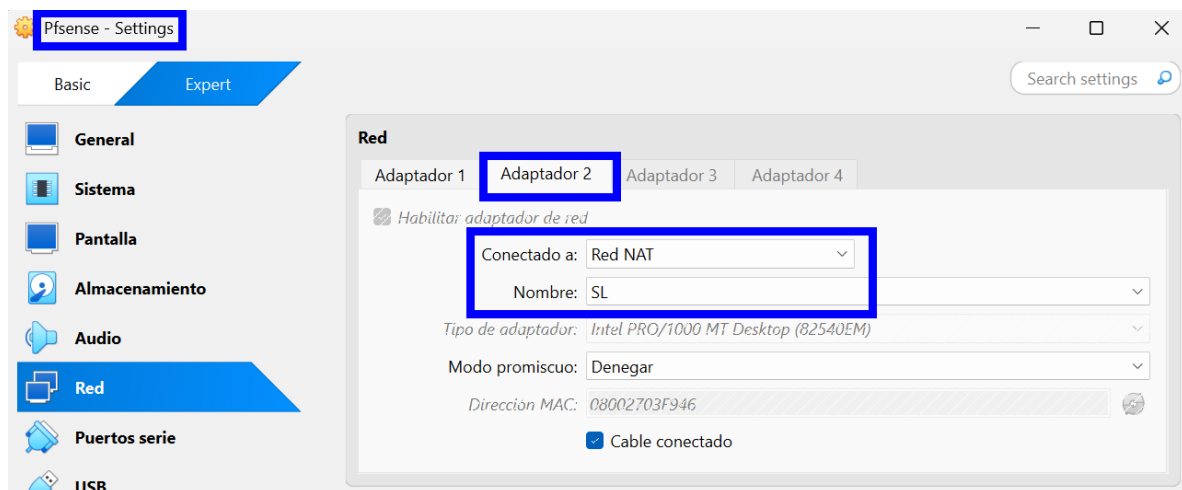 Pfsense - Settings
Basic
Expert
Search settings
General
Sistema
Pantalla
Almacenamiento
Audio
Red
Puertos serie
USB
Red
Adaptador 1
Adaptador 2
Adaptador 3
Adaptador 4
Habilitar adaptador de red
Conectado a: Red NAT
Nombre: SL
Tipo de adaptador: Intel PRO/1000 MT Desktop (82540EM)
Modo promiscuo: Denegar
Dirección MAC: 08002703F946
Cable conectado